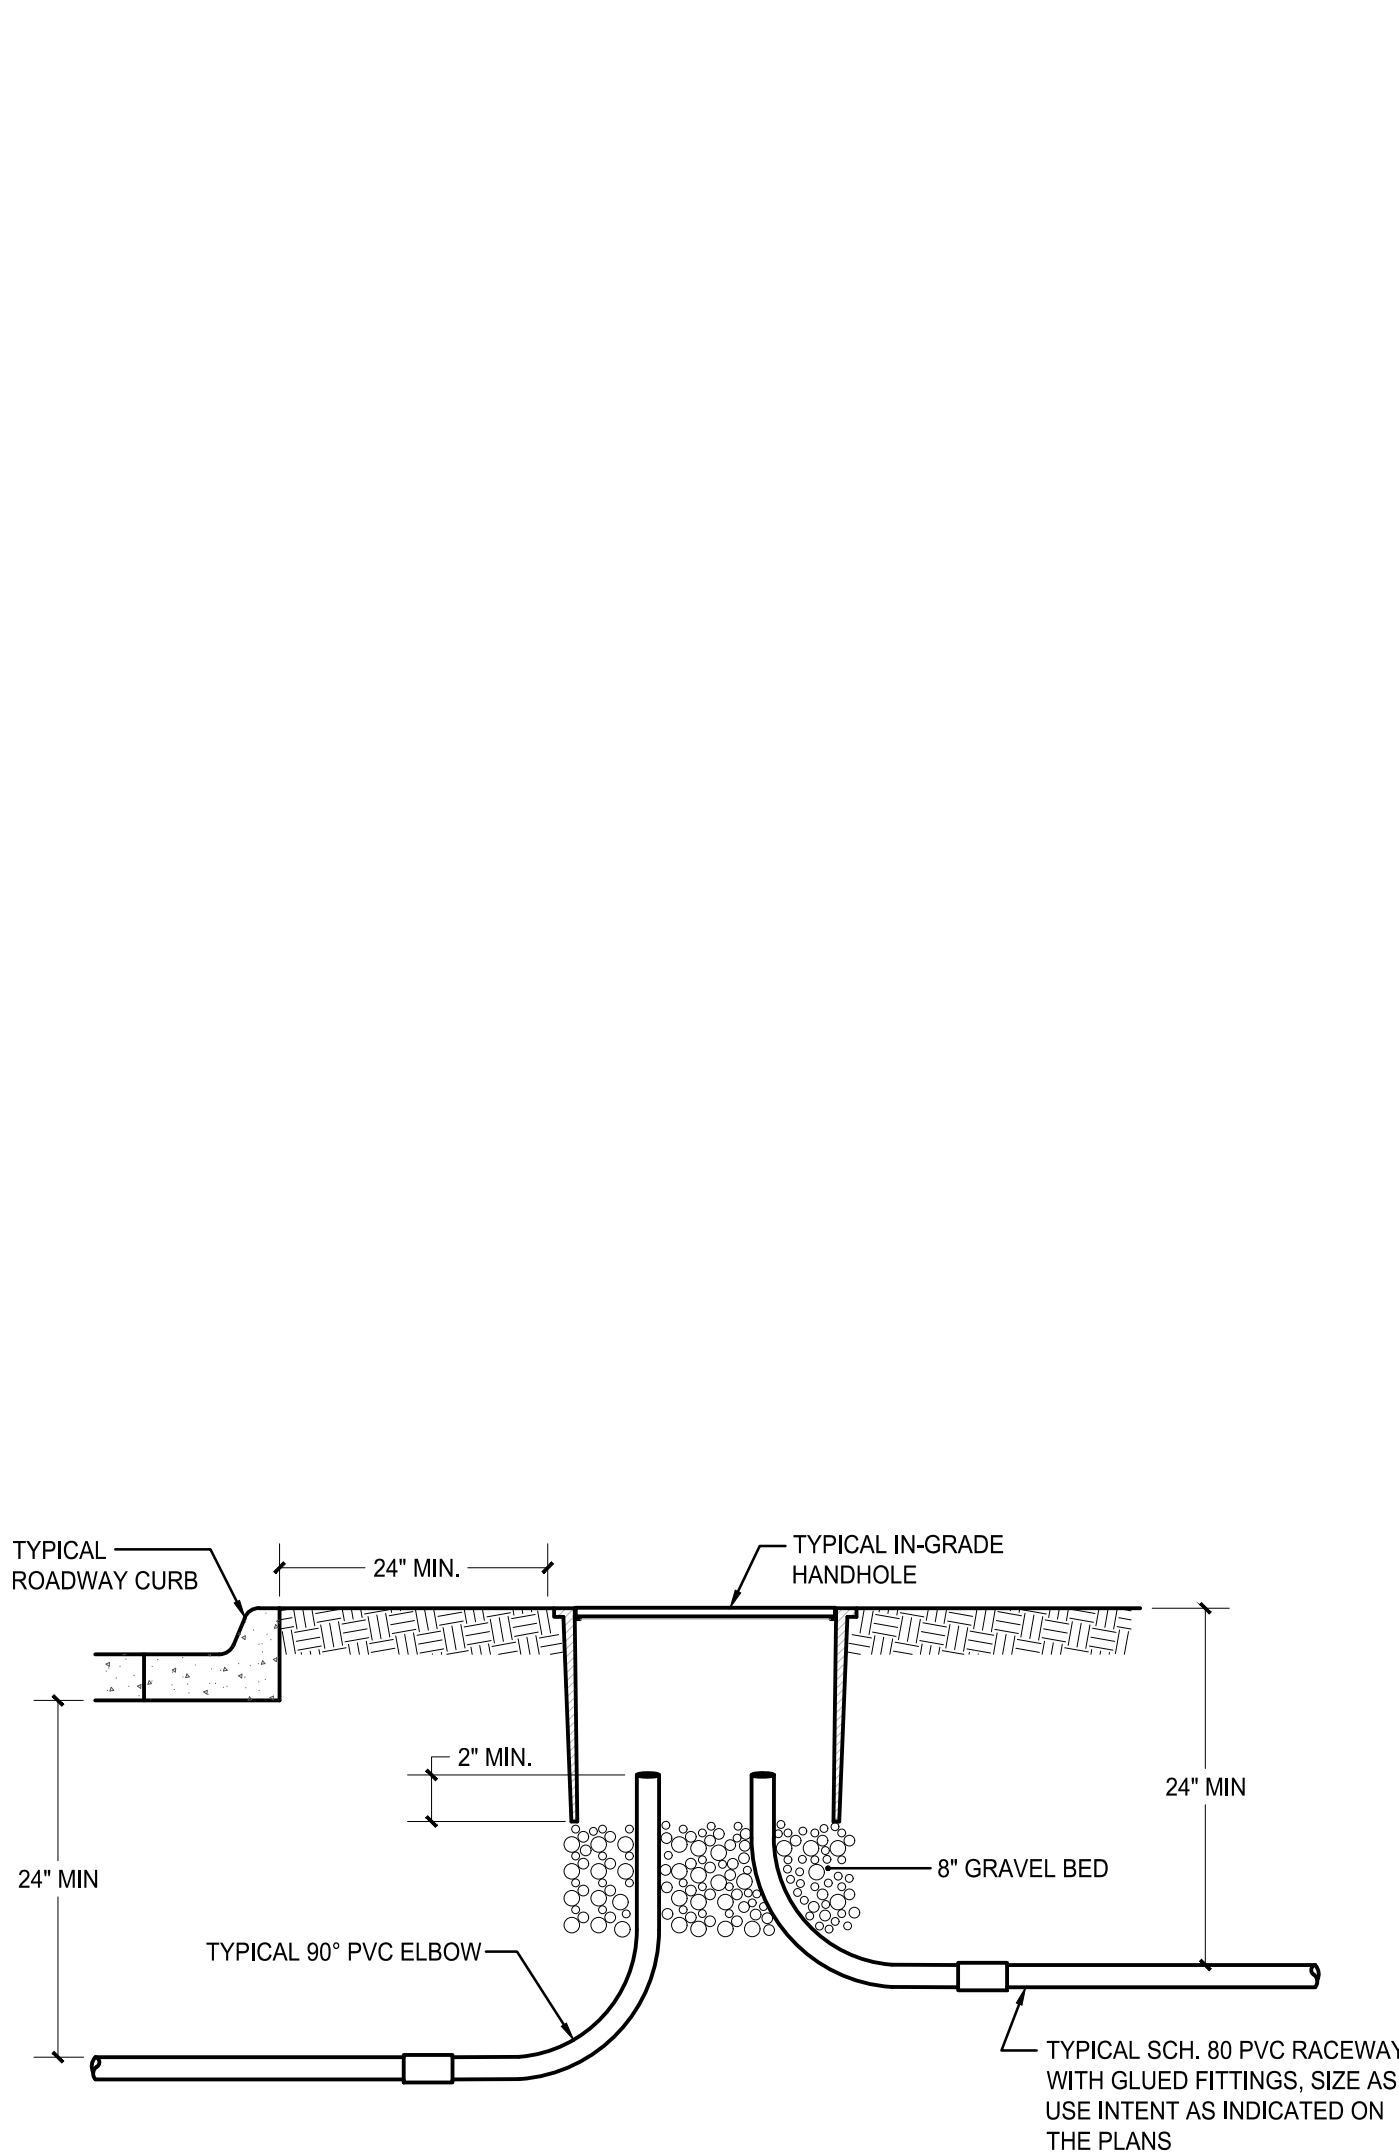 TYPICAL
ROADWAY CURB
24" MIN.
TYPICAL IN-GRADE
HANDHOLE
2" MIN.
24" MIN
24" MIN
8" GRAVEL BED
TYPICAL 90° PVC ELBOW
TYPICAL SCH. 80 PVC RACEWAY
WITH GLUED FITTINGS, SIZE AS
USE INTENT AS INDICATED ON
THE PLANS